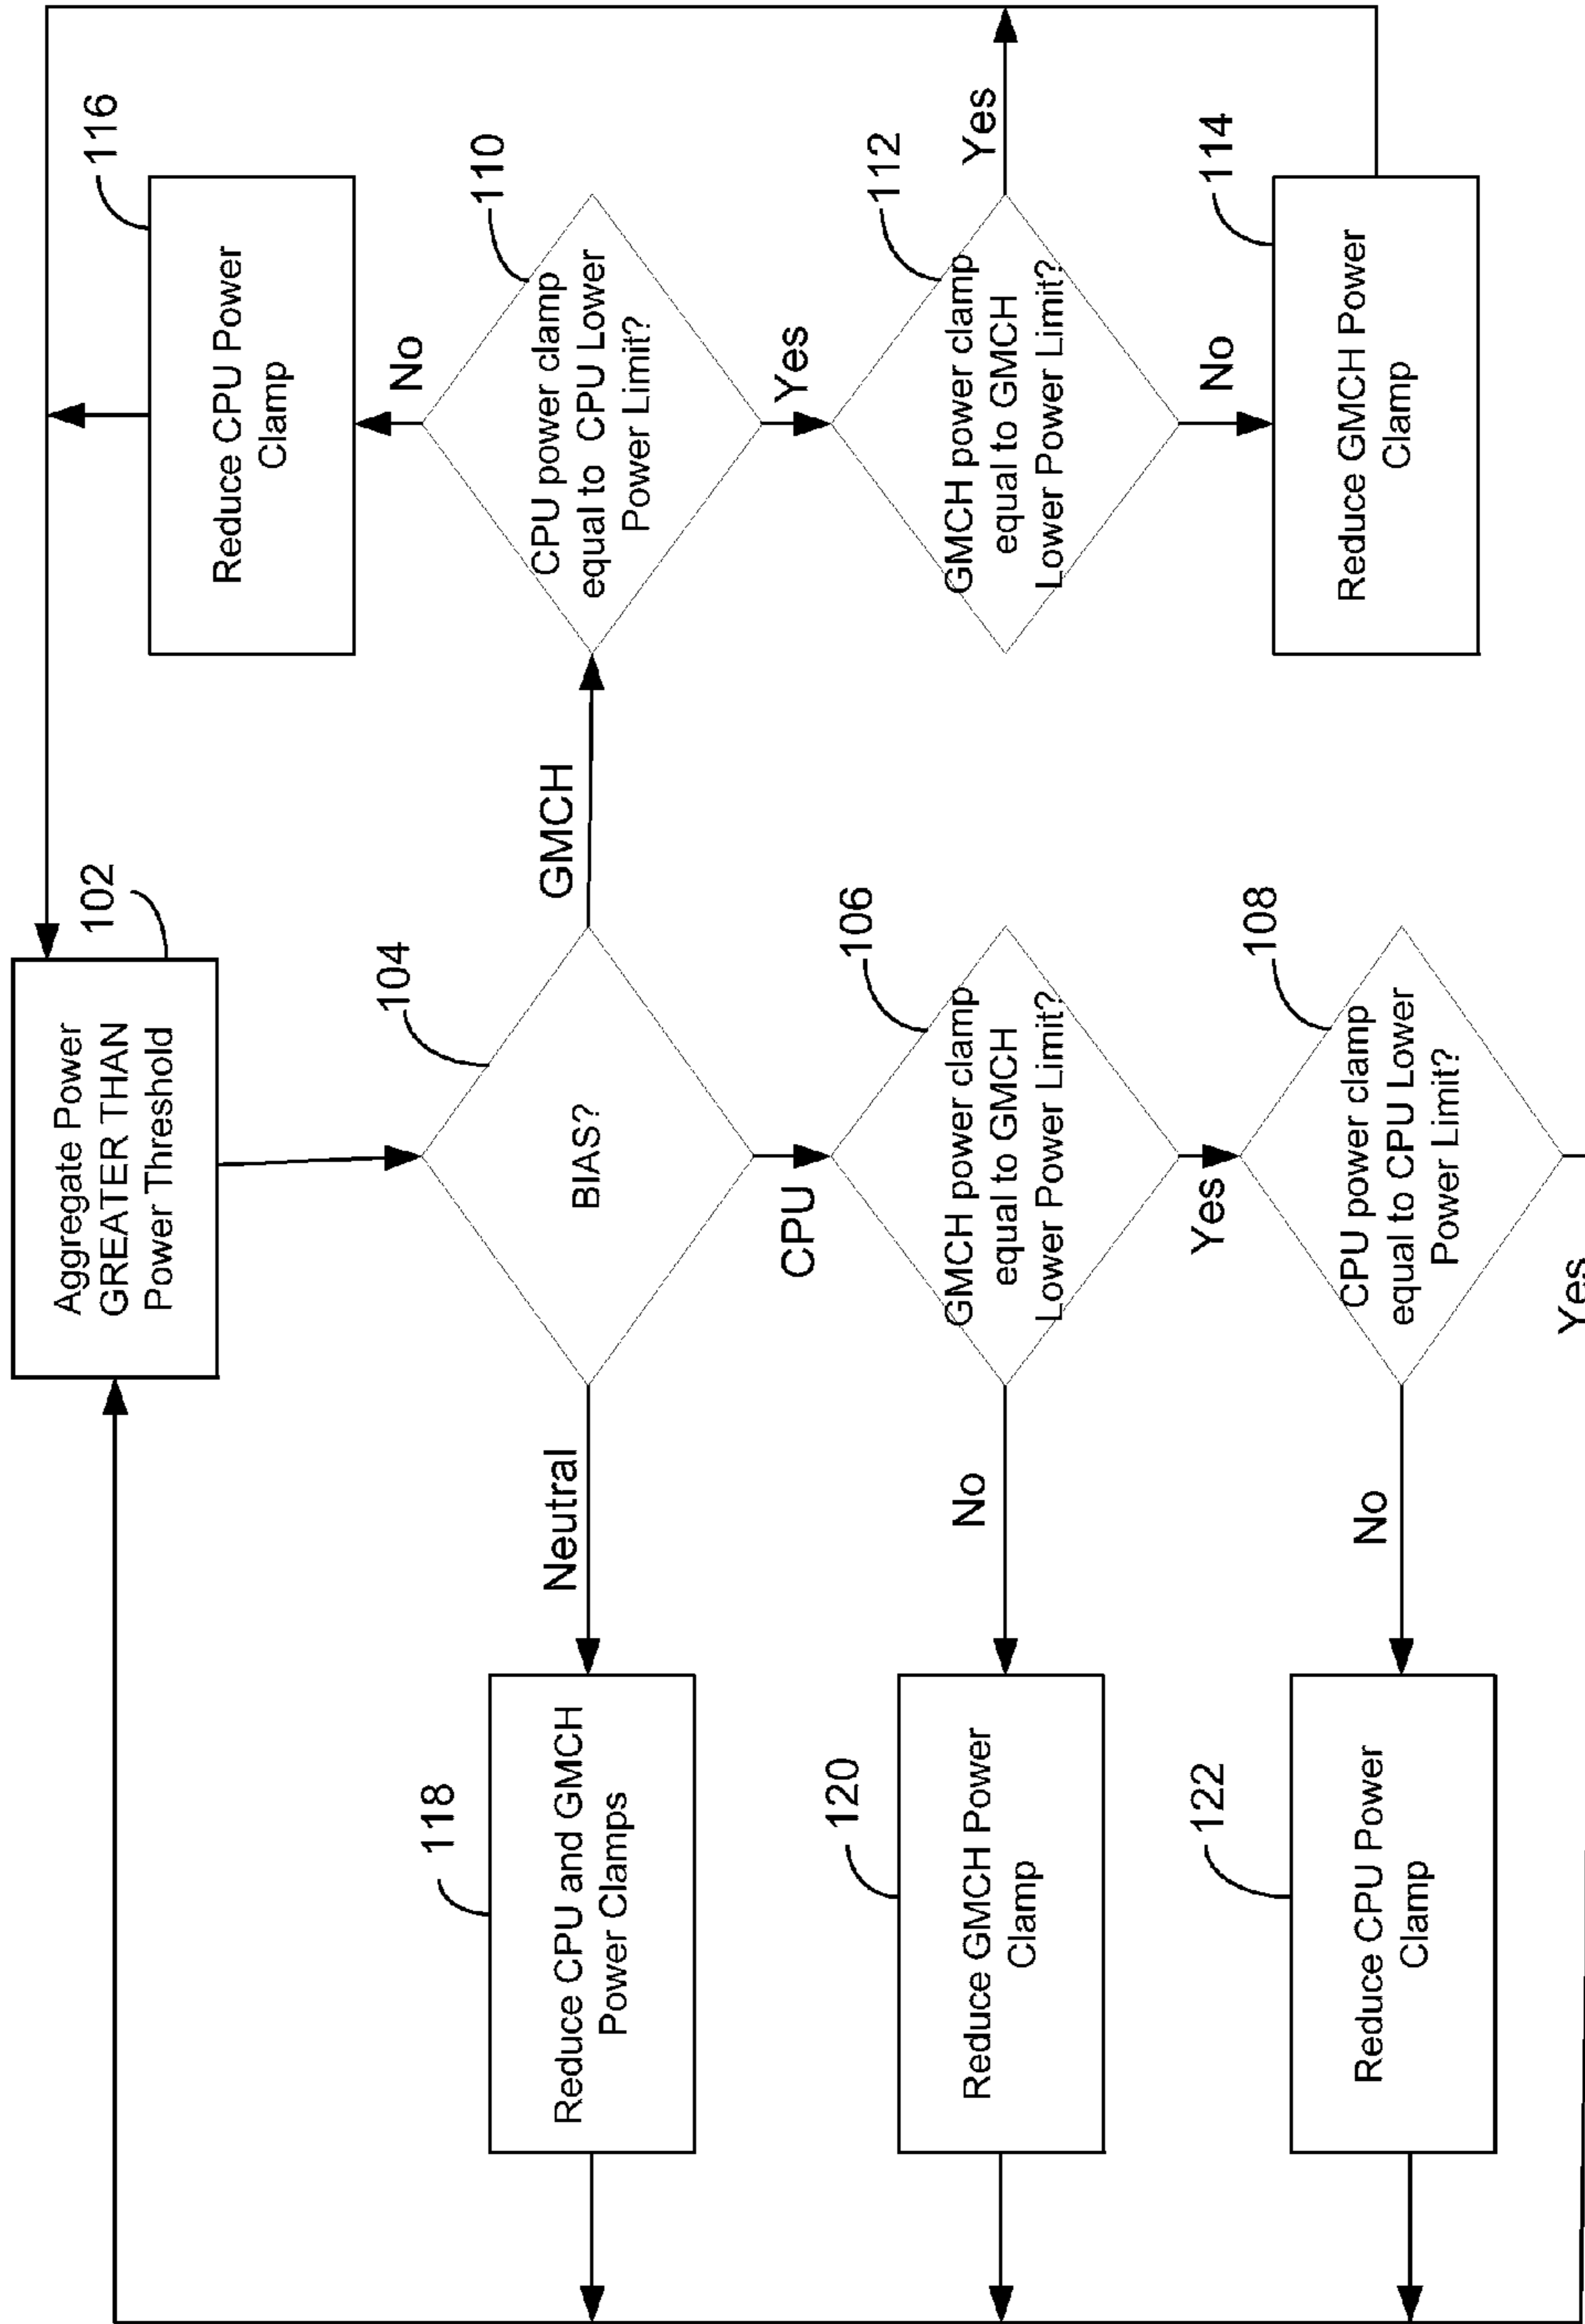 Aggregate Power
GREATER THAN
Power Threshold
102
BIAS?
104
Neutral
GMCH
CPU
Reduce CPU and GMCH
Power Clamps
118
Reduce CPU Power
Clamp
116
No
CPU power clamp
equal to CPU Lower
Power Limit?
110
Yes
GMCH power clamp
equal to GMCH
Lower Power Limit?
112
Yes
No
Reduce GMCH Power
Clamp
114
GMCH power clamp
equal to GMCH
Lower Power Limit?
106
No
Yes
Reduce GMCH Power
Clamp
120
CPU power clamp
equal to CPU Lower
Power Limit?
108
No
Yes
Reduce CPU Power
Clamp
122